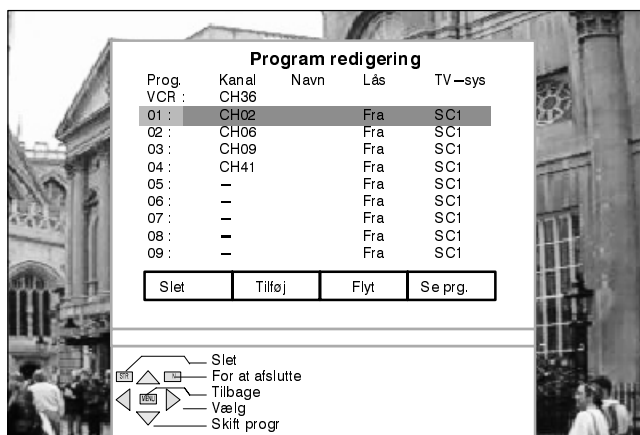 Program redigering
Prog. Kanal Navn Lås TV-sys
VCR : CH36
01 : CH02 Fra SC1
02 : CH06 Fra SC1
03 : CH09 Fra SC1
04 : CH41 Fra SC1
05 : – Fra SC1
06 : – Fra SC1
07 : – Fra SC1
08 : – Fra SC1
09 : – Fra SC1
Slet Tilføj Flyt Se prg.
Slet
STR N For at afslutte
MENU Tilbage
Vælg
Skift progr